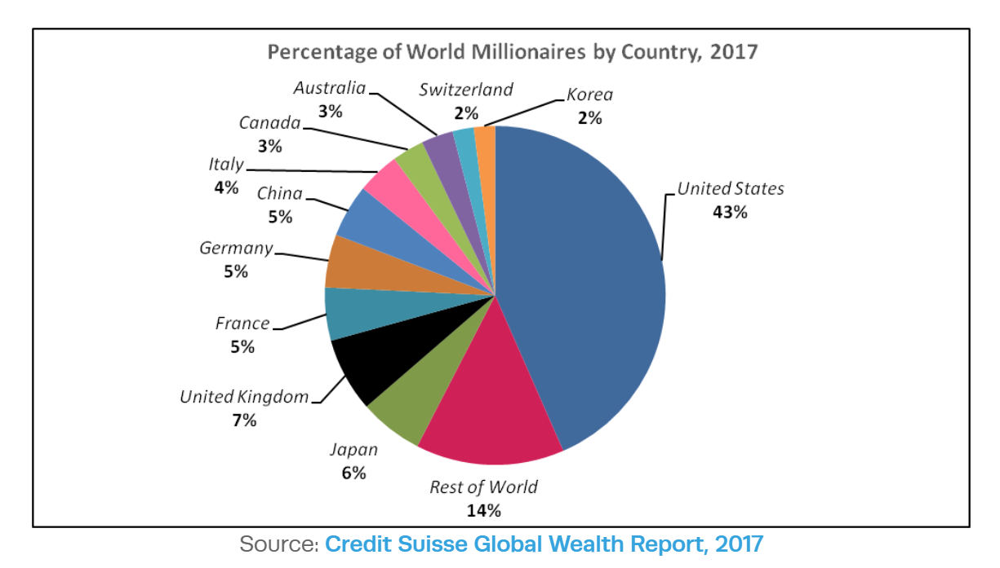 Percentage of World Millionaires by Country, 2017
Australia
3%
Switzerland
2%
Korea
2%
Canada
3%
Italy
4%
China
5%
United States
43%
Germany
5%
France
5%
United Kingdom
7%
Japan
6%
Rest of World
14%
Source: Credit Suisse Global Wealth Report, 2017